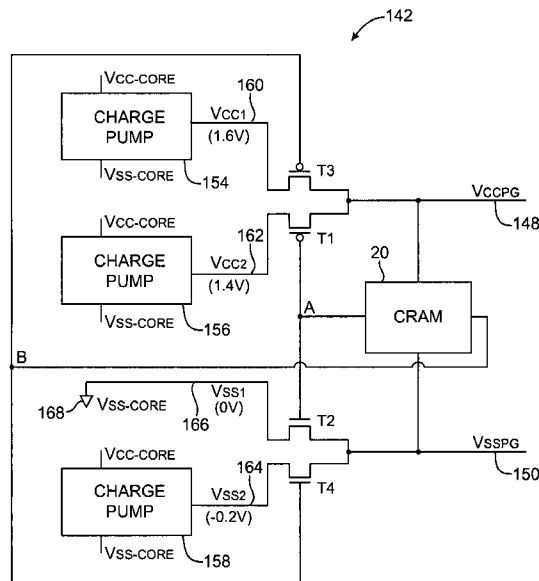 142
VCC-CORE
160
CHARGE PUMP
VCC1
(1.6V)
T3
VSS-CORE
154
VCCPG
148
VCC-CORE
162
T1
CHARGE PUMP
VCC2
(1.4V)
20
VSS-CORE
156
A
CRAM
B
168
VSS-CORE
VSS1
(0V)
166
T2
VSSPG
150
VCC-CORE
164
T4
CHARGE PUMP
VSS2
(-0.2V)
VSS-CORE
158